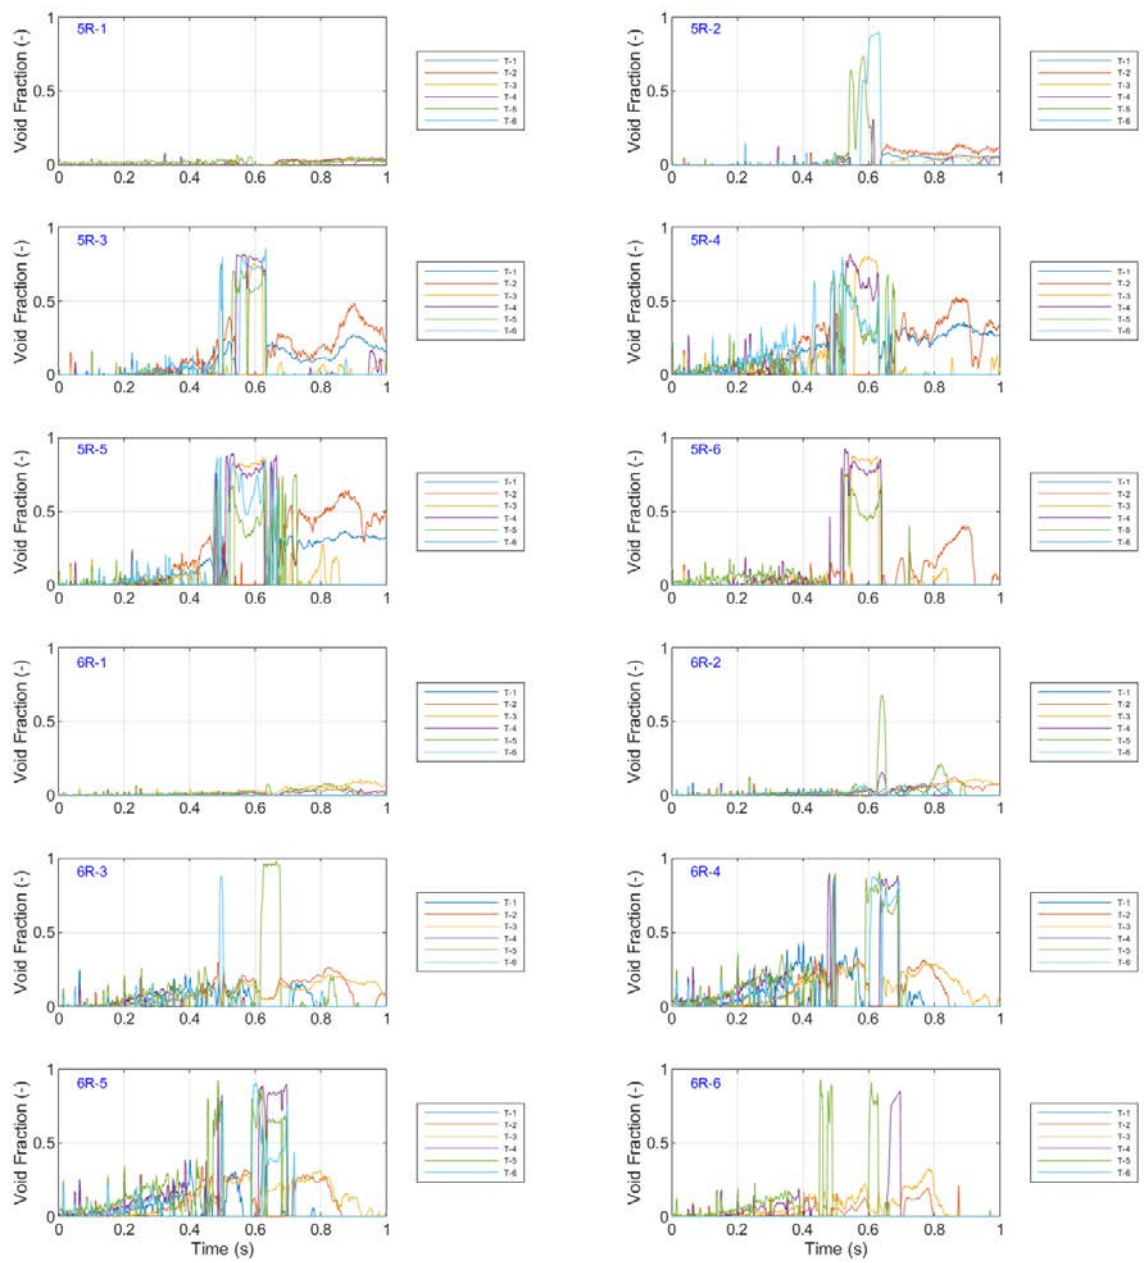 5R-1
Void Fraction (-)
1
0.5
0
0 0.2 0.4 0.6 0.8 1
T-1
T-2
T-3
T-4
T-5
T-6
5R-2
Void Fraction (-)
1
0.5
0
0 0.2 0.4 0.6 0.8 1
T-1
T-2
T-3
T-4
T-5
T-6
5R-3
Void Fraction (-)
1
0.5
0
0 0.2 0.4 0.6 0.8 1
T-1
T-2
T-3
T-4
T-5
T-6
5R-4
Void Fraction (-)
1
0.5
0
0 0.2 0.4 0.6 0.8 1
T-1
T-2
T-3
T-4
T-5
T-6
5R-5
Void Fraction (-)
1
0.5
0
0 0.2 0.4 0.6 0.8 1
T-1
T-2
T-3
T-4
T-5
T-6
5R-6
Void Fraction (-)
1
0.5
0
0 0.2 0.4 0.6 0.8 1
T-1
T-2
T-3
T-4
T-5
T-6
6R-1
Void Fraction (-)
1
0.5
0
0 0.2 0.4 0.6 0.8 1
T-1
T-2
T-3
T-4
T-5
T-6
6R-2
Void Fraction (-)
1
0.5
0
0 0.2 0.4 0.6 0.8 1
T-1
T-2
T-3
T-4
T-5
T-6
6R-3
Void Fraction (-)
1
0.5
0
0 0.2 0.4 0.6 0.8 1
T-1
T-2
T-3
T-4
T-5
T-6
6R-4
Void Fraction (-)
1
0.5
0
0 0.2 0.4 0.6 0.8 1
T-1
T-2
T-3
T-4
T-5
T-6
6R-5
Void Fraction (-)
1
0.5
0
0 0.2 0.4 0.6 0.8 1
Time (s)
T-1
T-2
T-3
T-4
T-5
T-6
6R-6
Void Fraction (-)
1
0.5
0
0 0.2 0.4 0.6 0.8 1
Time (s)
T-1
T-2
T-3
T-4
T-5
T-6